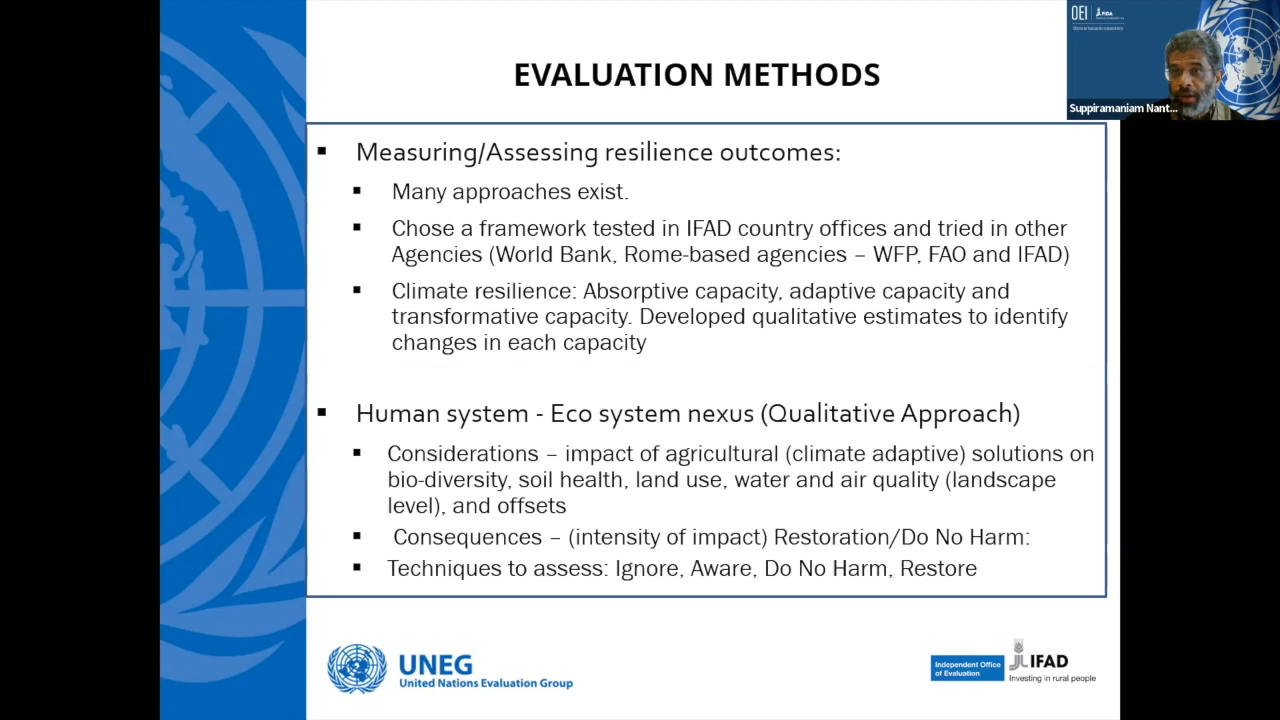 EVALUATION METHODS
OEI
Suppiramaniam Nant...
▪ Measuring/Assessing resilience outcomes:
▪ Many approaches exist.
▪ Chose a framework tested in IFAD country offices and tried in other
Agencies (World Bank, Rome-based agencies – WFP, FAO and IFAD)
▪ Climate resilience: Absorptive capacity, adaptive capacity and
transformative capacity. Developed qualitative estimates to identify
changes in each capacity
▪ Human system - Eco system nexus (Qualitative Approach)
▪ Considerations – impact of agricultural (climate adaptive) solutions on
bio-diversity, soil health, land use, water and air quality (landscape
level), and offsets
▪ Consequences – (intensity of impact) Restoration/Do No Harm:
▪ Techniques to assess: Ignore, Aware, Do No Harm, Restore
UNEG
United Nations Evaluation Group
Independent Office
of Evaluation
IFAD
Investing in rural people